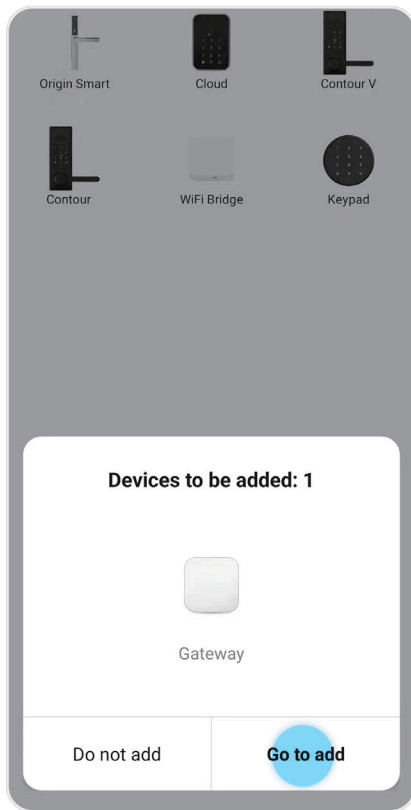 Origin Smart Cloud Contour V
Contour WiFi Bridge Keypad
Devices to be added: 1
Gateway
Do not add Go to add